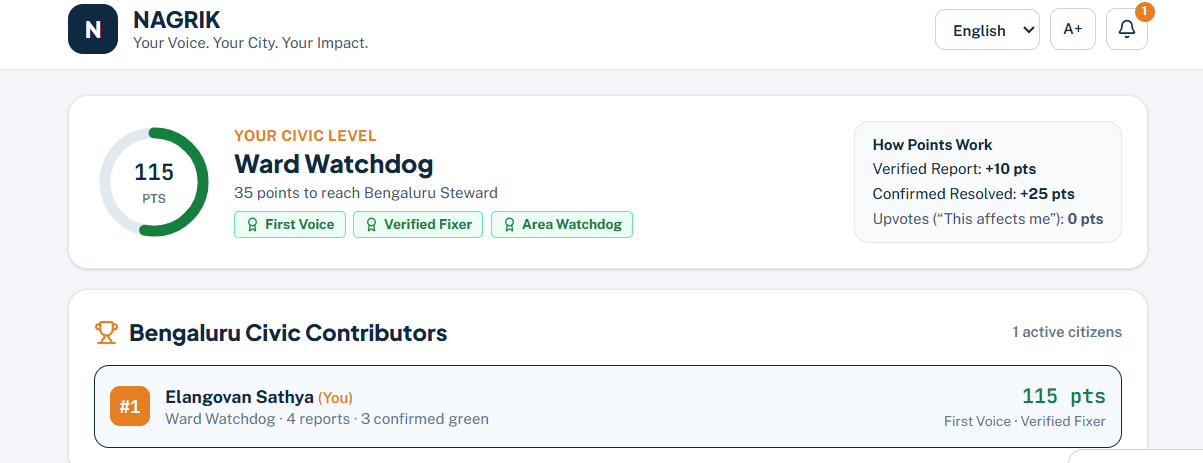 N
NAGRIK
Your Voice. Your City. Your Impact.
English
A+
1
115
PTS
YOUR CIVIC LEVEL
Ward Watchdog
35 points to reach Bengaluru Steward
First Voice
Verified Fixer
Area Watchdog
How Points Work
Verified Report: +10 pts
Confirmed Resolved: +25 pts
Upvotes (“This affects me”): 0 pts
Bengaluru Civic Contributors
1 active citizens
#1
Elangovan Sathya (You)
Ward Watchdog · 4 reports · 3 confirmed green
115 pts
First Voice · Verified Fixer